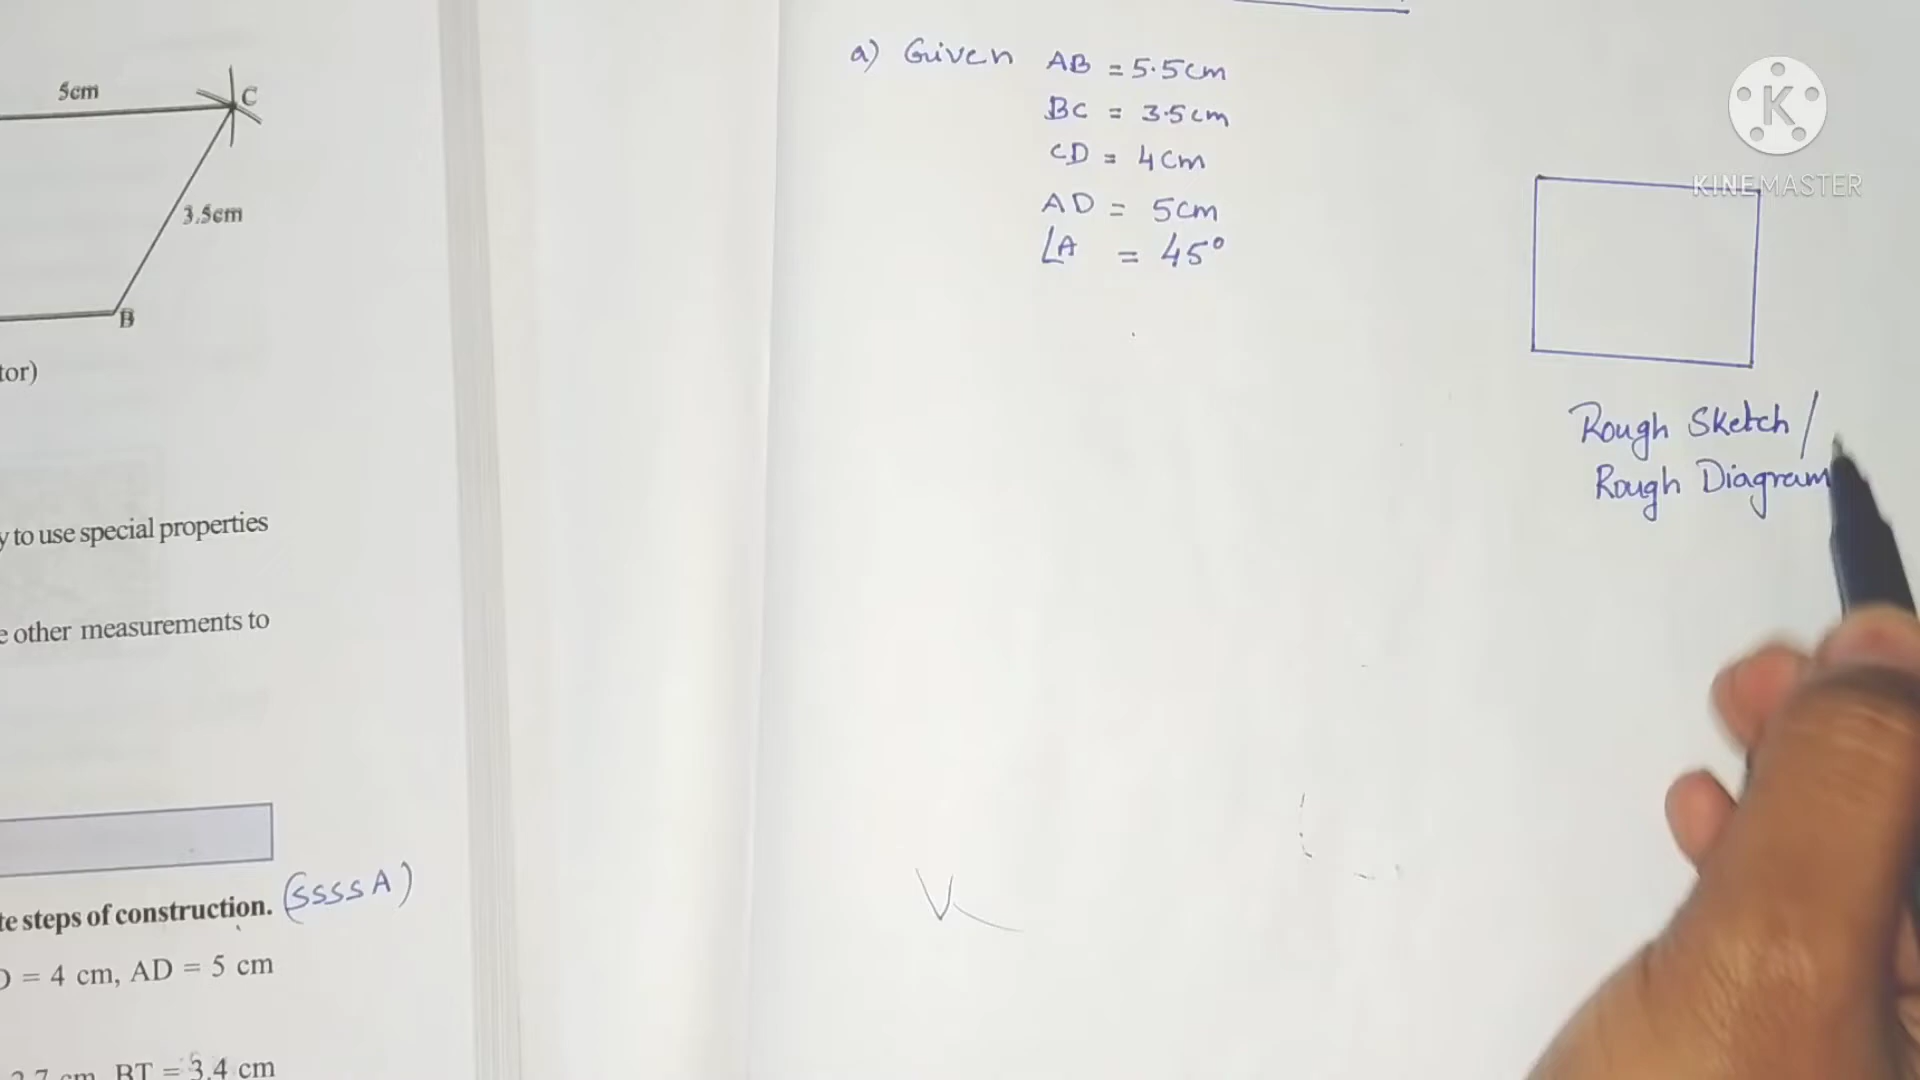 5cm
C
3.5cm
B
tor)
y to use special properties
e other measurements to
te steps of construction. (SSSSA)
= 4 cm, AD = 5 cm
BT = 3.4 cm
a) Given AB = 5.5cm
BC = 3.5cm
CD = 4cm
AD = 5cm
∠A = 45°
K
KINEMASTER
Rough Sketch /
Rough Diagram